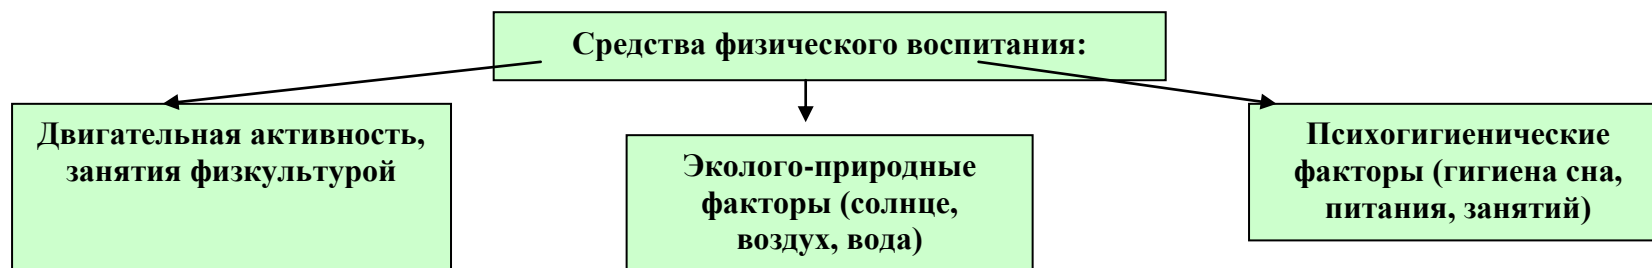 Средства физического воспитания:
Двигательная активность,
занятия физкультурой
Эколого-природные
факторы (солнце,
воздух, вода)
Психогигиенические
факторы (гигиена сна,
питания, занятий)